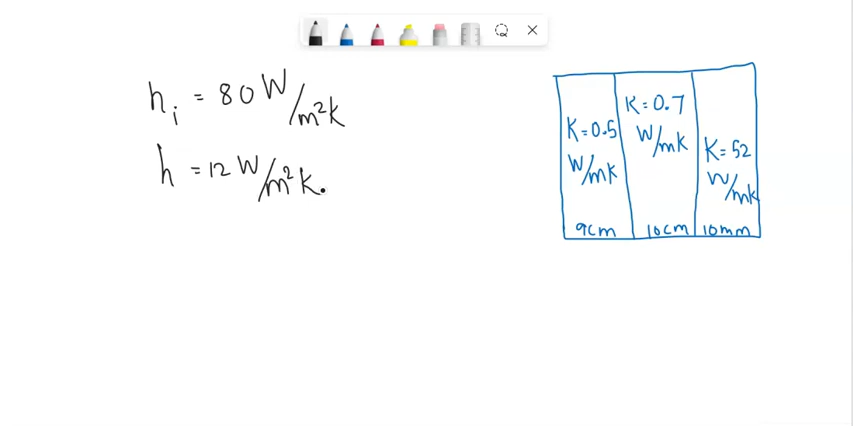 hi = 80 W/m²k
h = 12 W/m²k.
K=0.5
W/mK
K=0.7
W/mK
K=52
W/mK
9cm
10cm
10mm